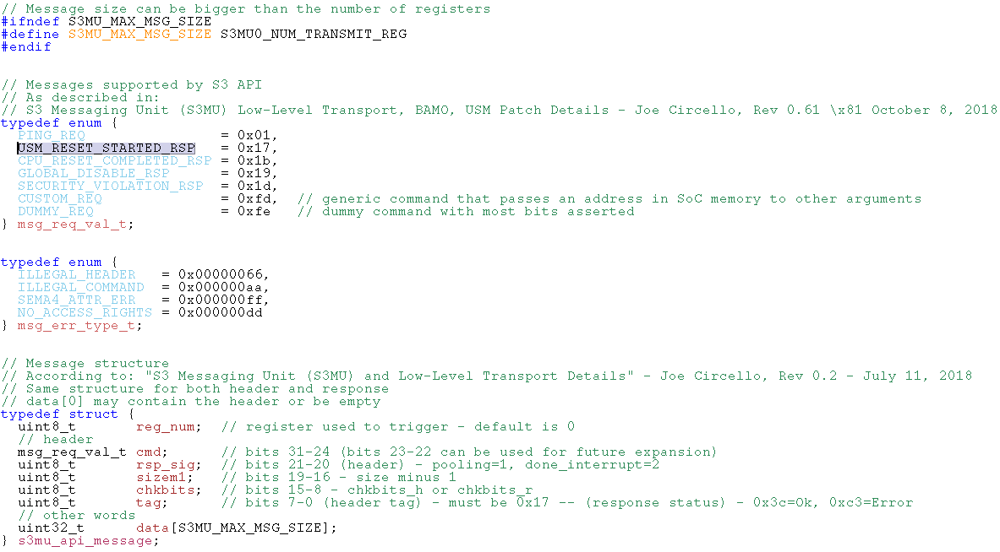 // Message size can be bigger than the number of registers
#ifndef S3MU_MAX_MSG_SIZE
#define S3MU_MAX_MSG_SIZE S3MU0_NUM_TRANSMIT_REG
#endif
// Messages supported by S3 API
// As described in:
// S3 Messaging Unit (S3MU) Low-Level Transport, BAMO, USM Patch Details - Joe Circello, Rev 0.61 \x81 October 8, 2018
typedef enum {
  PING_REQ                = 0x01,
  USM_RESET_STARTED_RSP   = 0x17,
  CPU_RESET_COMPLETED_RSP = 0x1b,
  GLOBAL_DISABLE_RSP      = 0x19,
  SECURITY_VIOLATION_RSP  = 0x1d,
  CUSTOM_REQ              = 0xfd,  // generic command that passes an address in SoC memory to other arguments
  DUMMY_REQ               = 0xfe   // dummy command with most bits asserted
} msg_req_val_t;
typedef enum {
  ILLEGAL_HEADER   = 0x00000066,
  ILLEGAL_COMMAND  = 0x000000aa,
  SEMA4_ATTR_ERR   = 0x000000ff,
  NO_ACCESS_RIGHTS = 0x000000dd
} msg_err_type_t;
// Message structure
// According to: "S3 Messaging Unit (S3MU) and Low-Level Transport Details" - Joe Circello, Rev 0.2 - July 11, 2018
// Same structure for both header and response
// data[0] may contain the header or be empty
typedef struct {
  uint8_t       reg_num;  // register used to trigger - default is 0
  // header
  msg_req_val_t cmd;      // bits 31-24 (bits 23-22 can be used for future expansion)
  uint8_t       rsp_sig;  // bits 21-20 (header) - pooling=1, done_interrupt=2
  uint8_t       sizem1;   // bits 19-16 - size minus 1
  uint8_t       chkbits;  // bits 15-8 - chkbits_h or chkbits_r
  uint8_t       tag;      // bits 7-0 (header tag) - must be 0x17 -- (response status) - 0x3c=Ok, 0xc3=Error
  // other words
  uint32_t      data[S3MU_MAX_MSG_SIZE];
} s3mu_api_message;